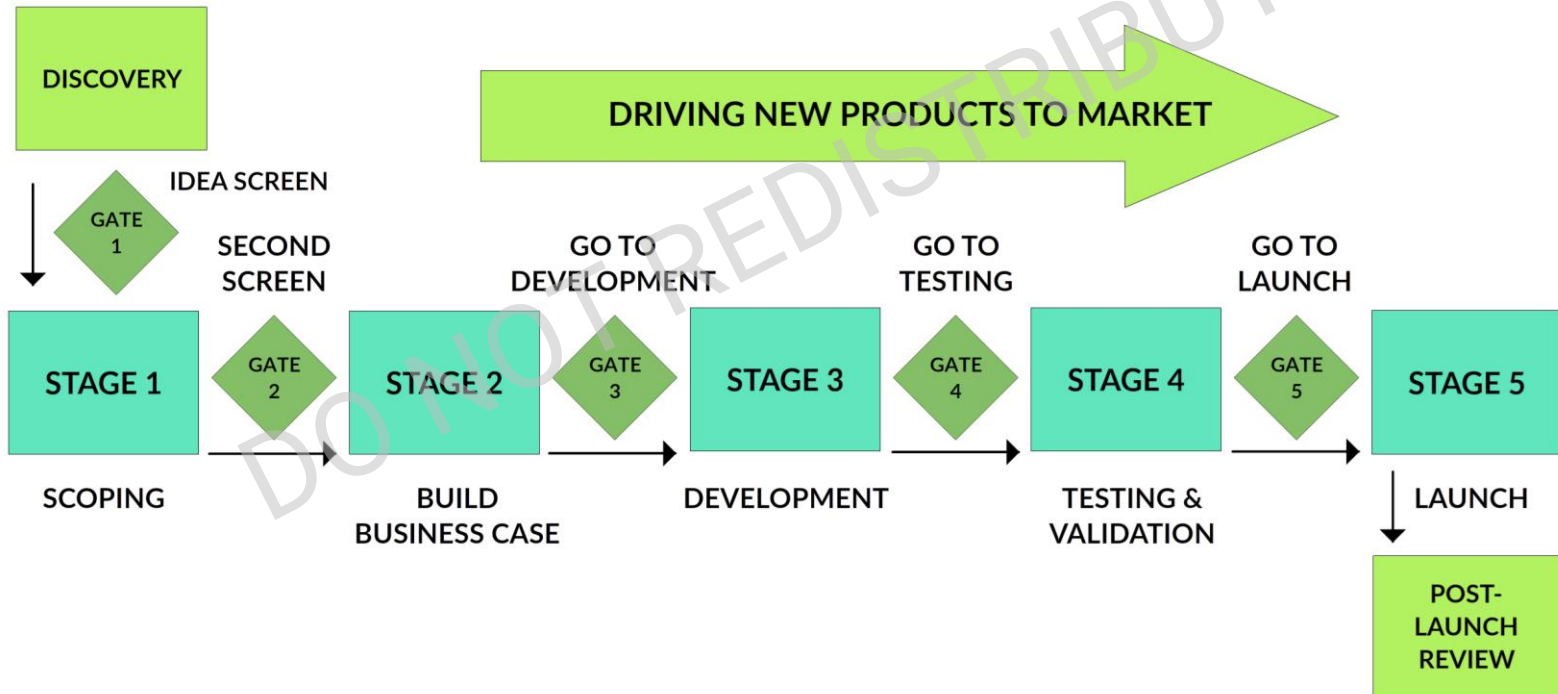 DISCOVERY
DRIVING NEW PRODUCTS TO MARKET
IDEA SCREEN
GATE
1
SECOND
SCREEN
GO TO
DEVELOPMENT
GO TO
TESTING
GO TO
LAUNCH
STAGE 1
GATE
2
STAGE 2
GATE
3
STAGE 3
GATE
4
STAGE 4
GATE
5
STAGE 5
SCOPING
BUILD
BUSINESS CASE
DEVELOPMENT
TESTING &
VALIDATION
LAUNCH
POST-
LAUNCH
REVIEW
DO NOT REDISTRIBUT